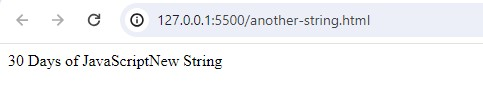 127.0.0.1:5500/another-string.html
30 Days of JavaScriptNew String